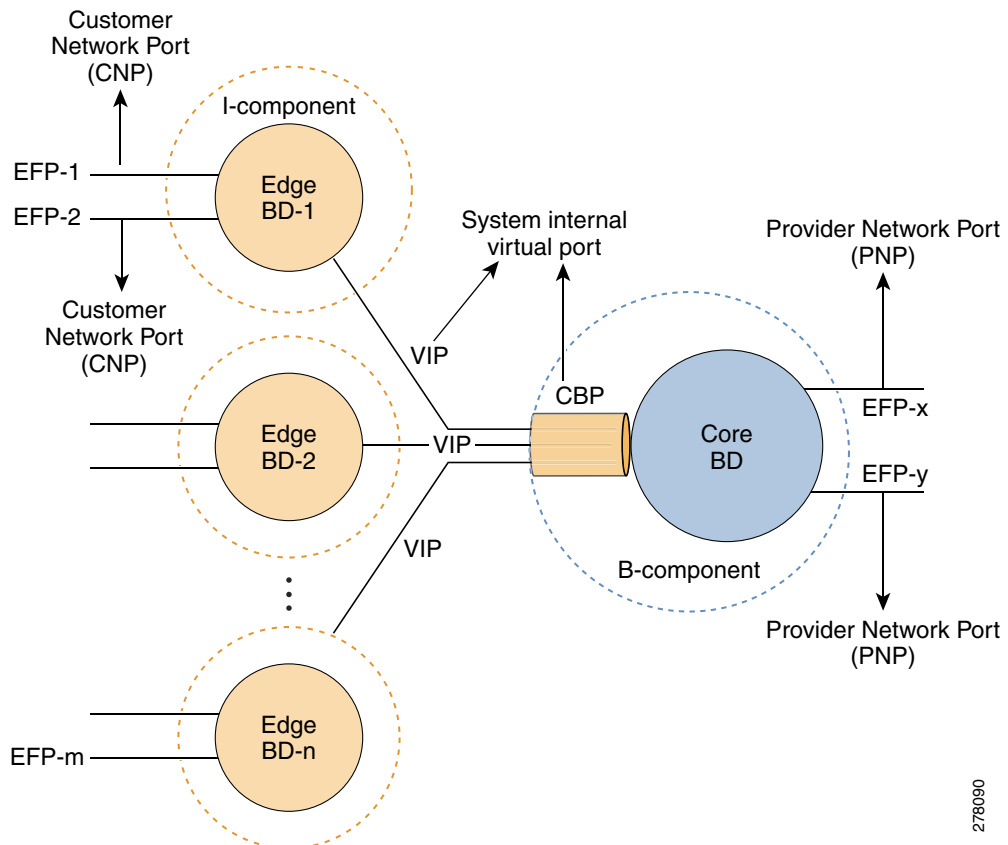 Customer
Network Port
(CNP)
I-component
EFP-1
EFP-2
Edge
BD-1
Customer
Network Port
(CNP)
System internal
virtual port
Provider Network Port
(PNP)
VIP
CBP
Edge
BD-2
VIP
Core
BD
EFP-x
EFP-y
VIP
B-component
Provider Network Port
(PNP)
Edge
BD-n
EFP-m
278090